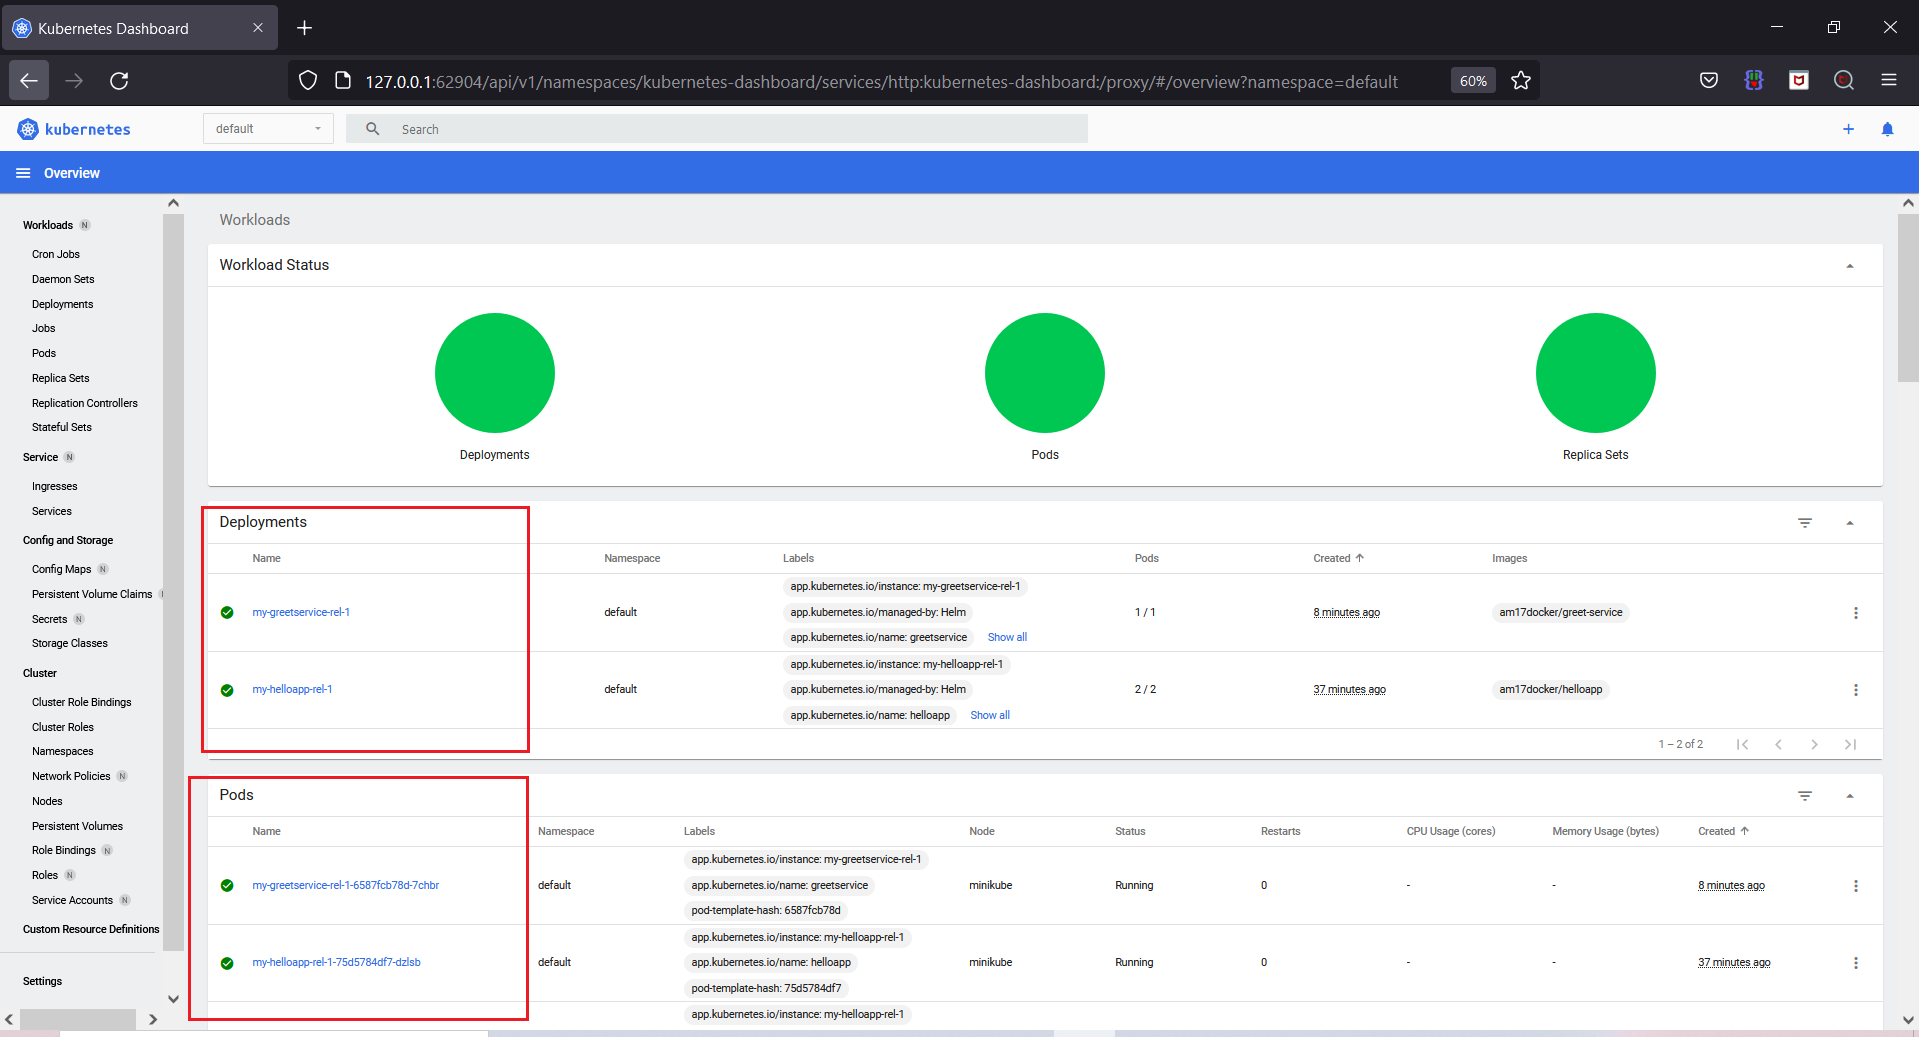 Kubernetes Dashboard
127.0.0.1:62904/api/v1/namespaces/kubernetes-dashboard/services/http:kubernetes-dashboard:/proxy/#/overview?namespace=default
60%
kubernetes
default
Search
Overview
Workloads N
Cron Jobs
Daemon Sets
Deployments
Jobs
Pods
Replica Sets
Replication Controllers
Stateful Sets
Service N
Ingresses
Services
Config and Storage
Config Maps N
Persistent Volume Claims
Secrets N
Storage Classes
Cluster
Cluster Role Bindings
Cluster Roles
Namespaces
Network Policies N
Nodes
Persistent Volumes
Role Bindings N
Roles N
Service Accounts N
Custom Resource Definitions
Settings
Workloads
Workload Status
Deployments Pods Replica Sets
Deployments
Name Namespace Labels Pods Created Images
app.kubernetes.io/instance: my-greetservice-rel-1
my-greetservice-rel-1 default app.kubernetes.io/managed-by: Helm 1 / 1 8 minutes ago am17docker/greet-service
app.kubernetes.io/name: greetservice Show all
app.kubernetes.io/instance: my-helloapp-rel-1
my-helloapp-rel-1 default app.kubernetes.io/managed-by: Helm 2 / 2 37 minutes ago am17docker/helloapp
app.kubernetes.io/name: helloapp Show all
1 – 2 of 2
Pods
Name Namespace Labels Node Status Restarts CPU Usage (cores) Memory Usage (bytes) Created
app.kubernetes.io/instance: my-greetservice-rel-1
my-greetservice-rel-1-6587fcb78d-7chbr default app.kubernetes.io/name: greetservice minikube Running 0 - - 8 minutes ago
pod-template-hash: 6587fcb78d
app.kubernetes.io/instance: my-helloapp-rel-1
my-helloapp-rel-1-75d5784df7-dzlsb default app.kubernetes.io/name: helloapp minikube Running 0 - - 37 minutes ago
pod-template-hash: 75d5784df7
app.kubernetes.io/instance: my-helloapp-rel-1